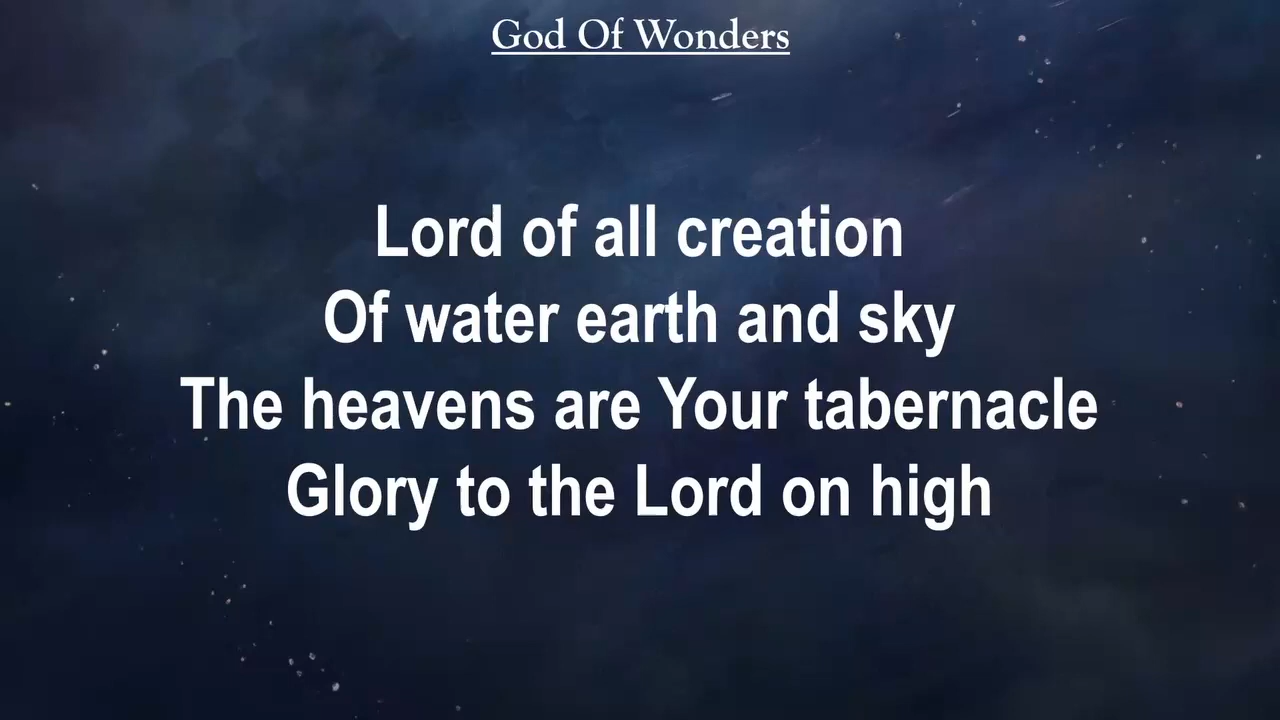 God Of Wonders
Lord of all creation
Of water earth and sky
The heavens are Your tabernacle
Glory to the Lord on high